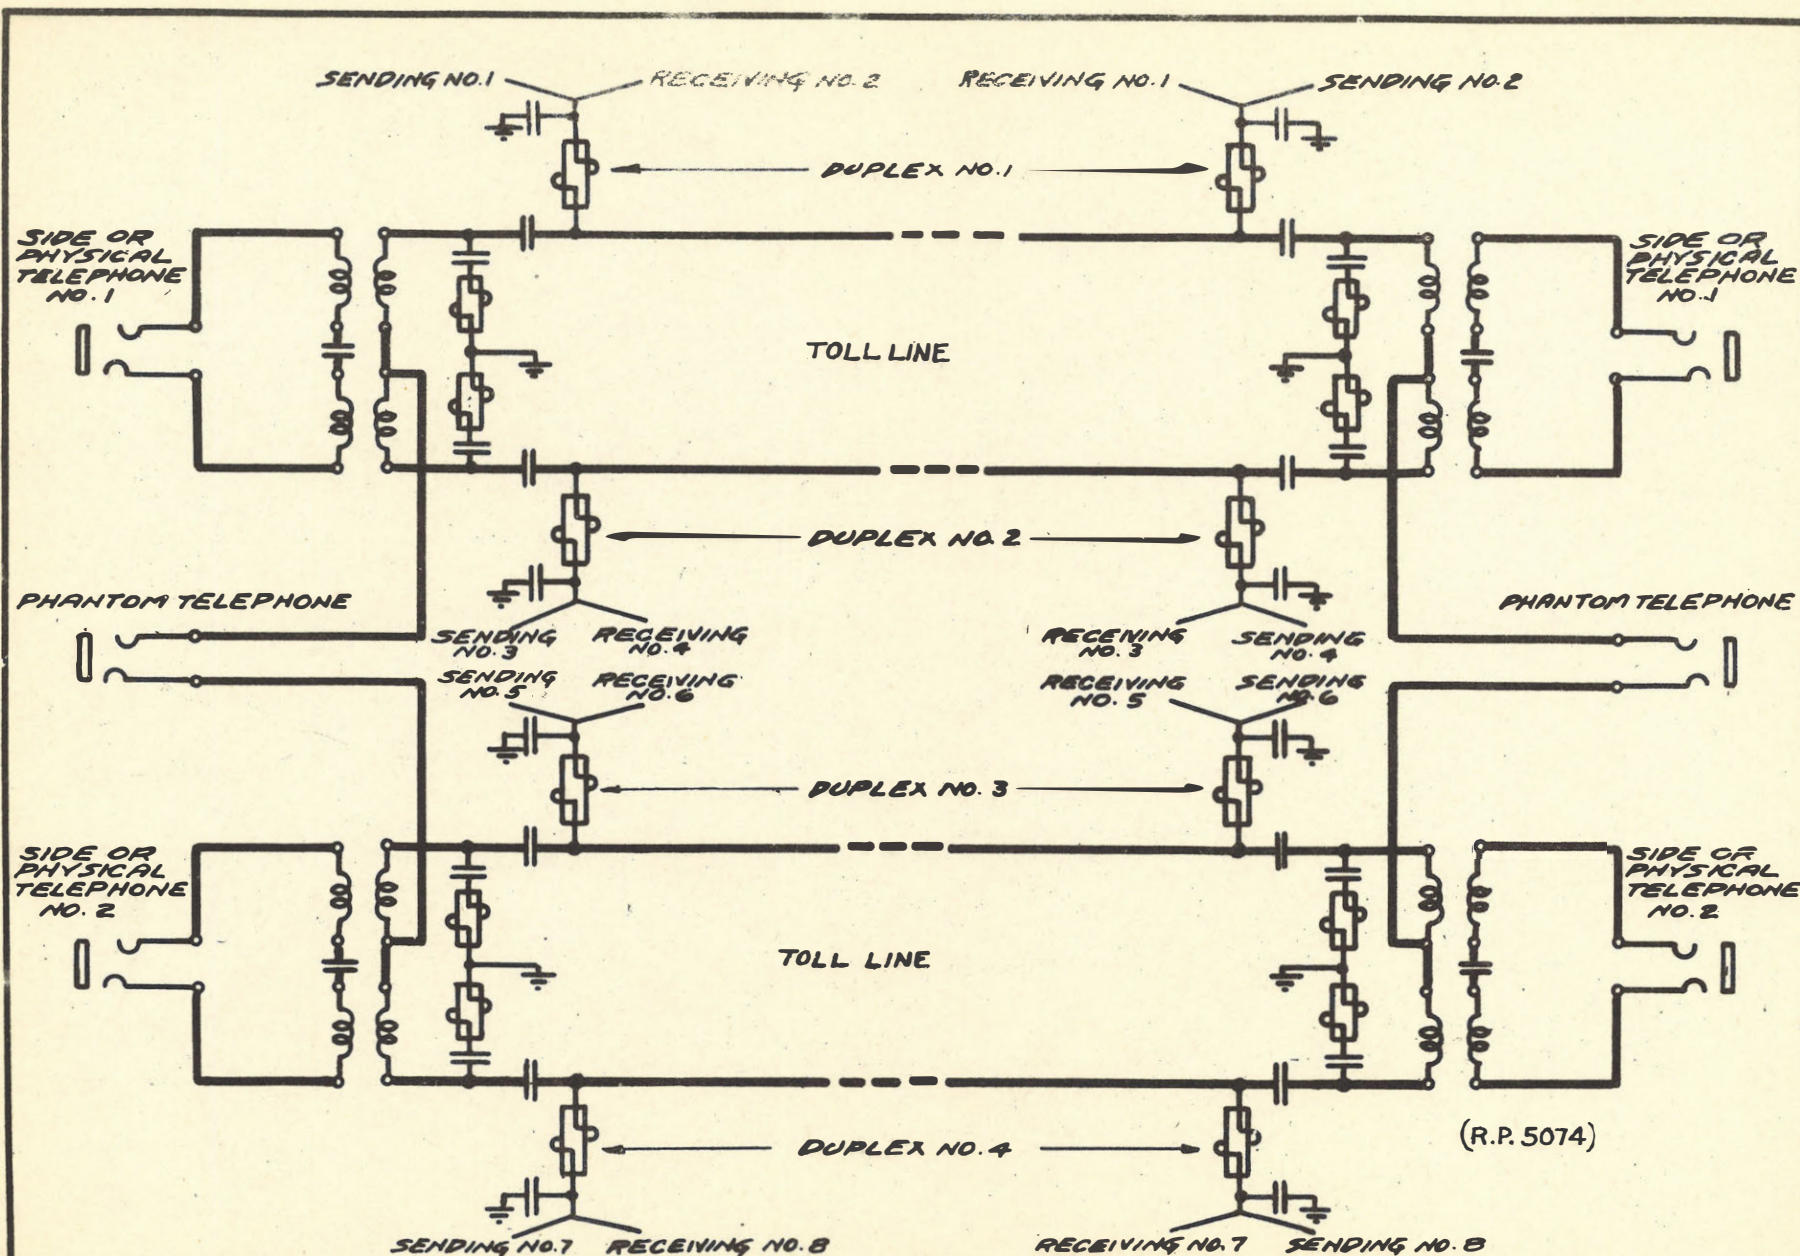 SENDING NO.1
RECEIVING NO. 2
RECEIVING NO.1
SENDING NO.2
DUPLEX NO.1
SIDE OR
PHYSICAL
TELEPHONE
NO. 1
SIDE OR
PHYSICAL
TELEPHONE
NO. 1
TOLL LINE
DUPLEX NO. 2
PHANTOM TELEPHONE
PHANTOM TELEPHONE
SENDING
NO.3
RECEIVING
NO.4
RECEIVING
NO.3
SENDING
NO.4
SENDING
NO.5
RECEIVING
NO.6
RECEIVING
NO.5
SENDING
NO.6
DUPLEX NO. 3
SIDE OR
PHYSICAL
TELEPHONE
NO. 2
SIDE OR
PHYSICAL
TELEPHONE
NO.2
TOLL LINE
DUPLEX NO.4
(R.P. 5074)
SENDING NO.7
RECEIVING NO.8
RECEIVING NO.7
SENDING NO.8